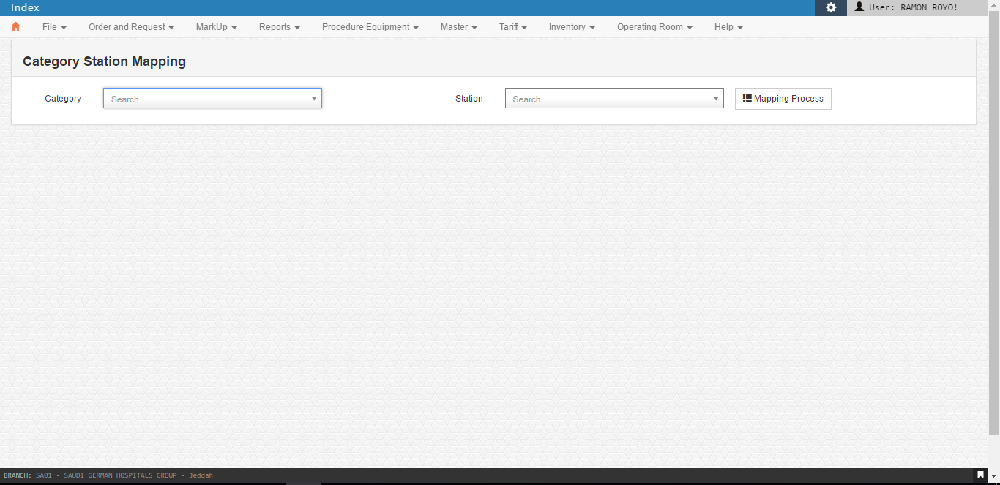 Index
User: RAMON ROYO!
File Order and Request MarkUp Reports Procedure Equipment Master Tariff Inventory Operating Room Help
Category Station Mapping
Category Search Station Search Mapping Process
BRANCH: SA01 - SAUDI GERMAN HOSPITALS GROUP - Jeddah